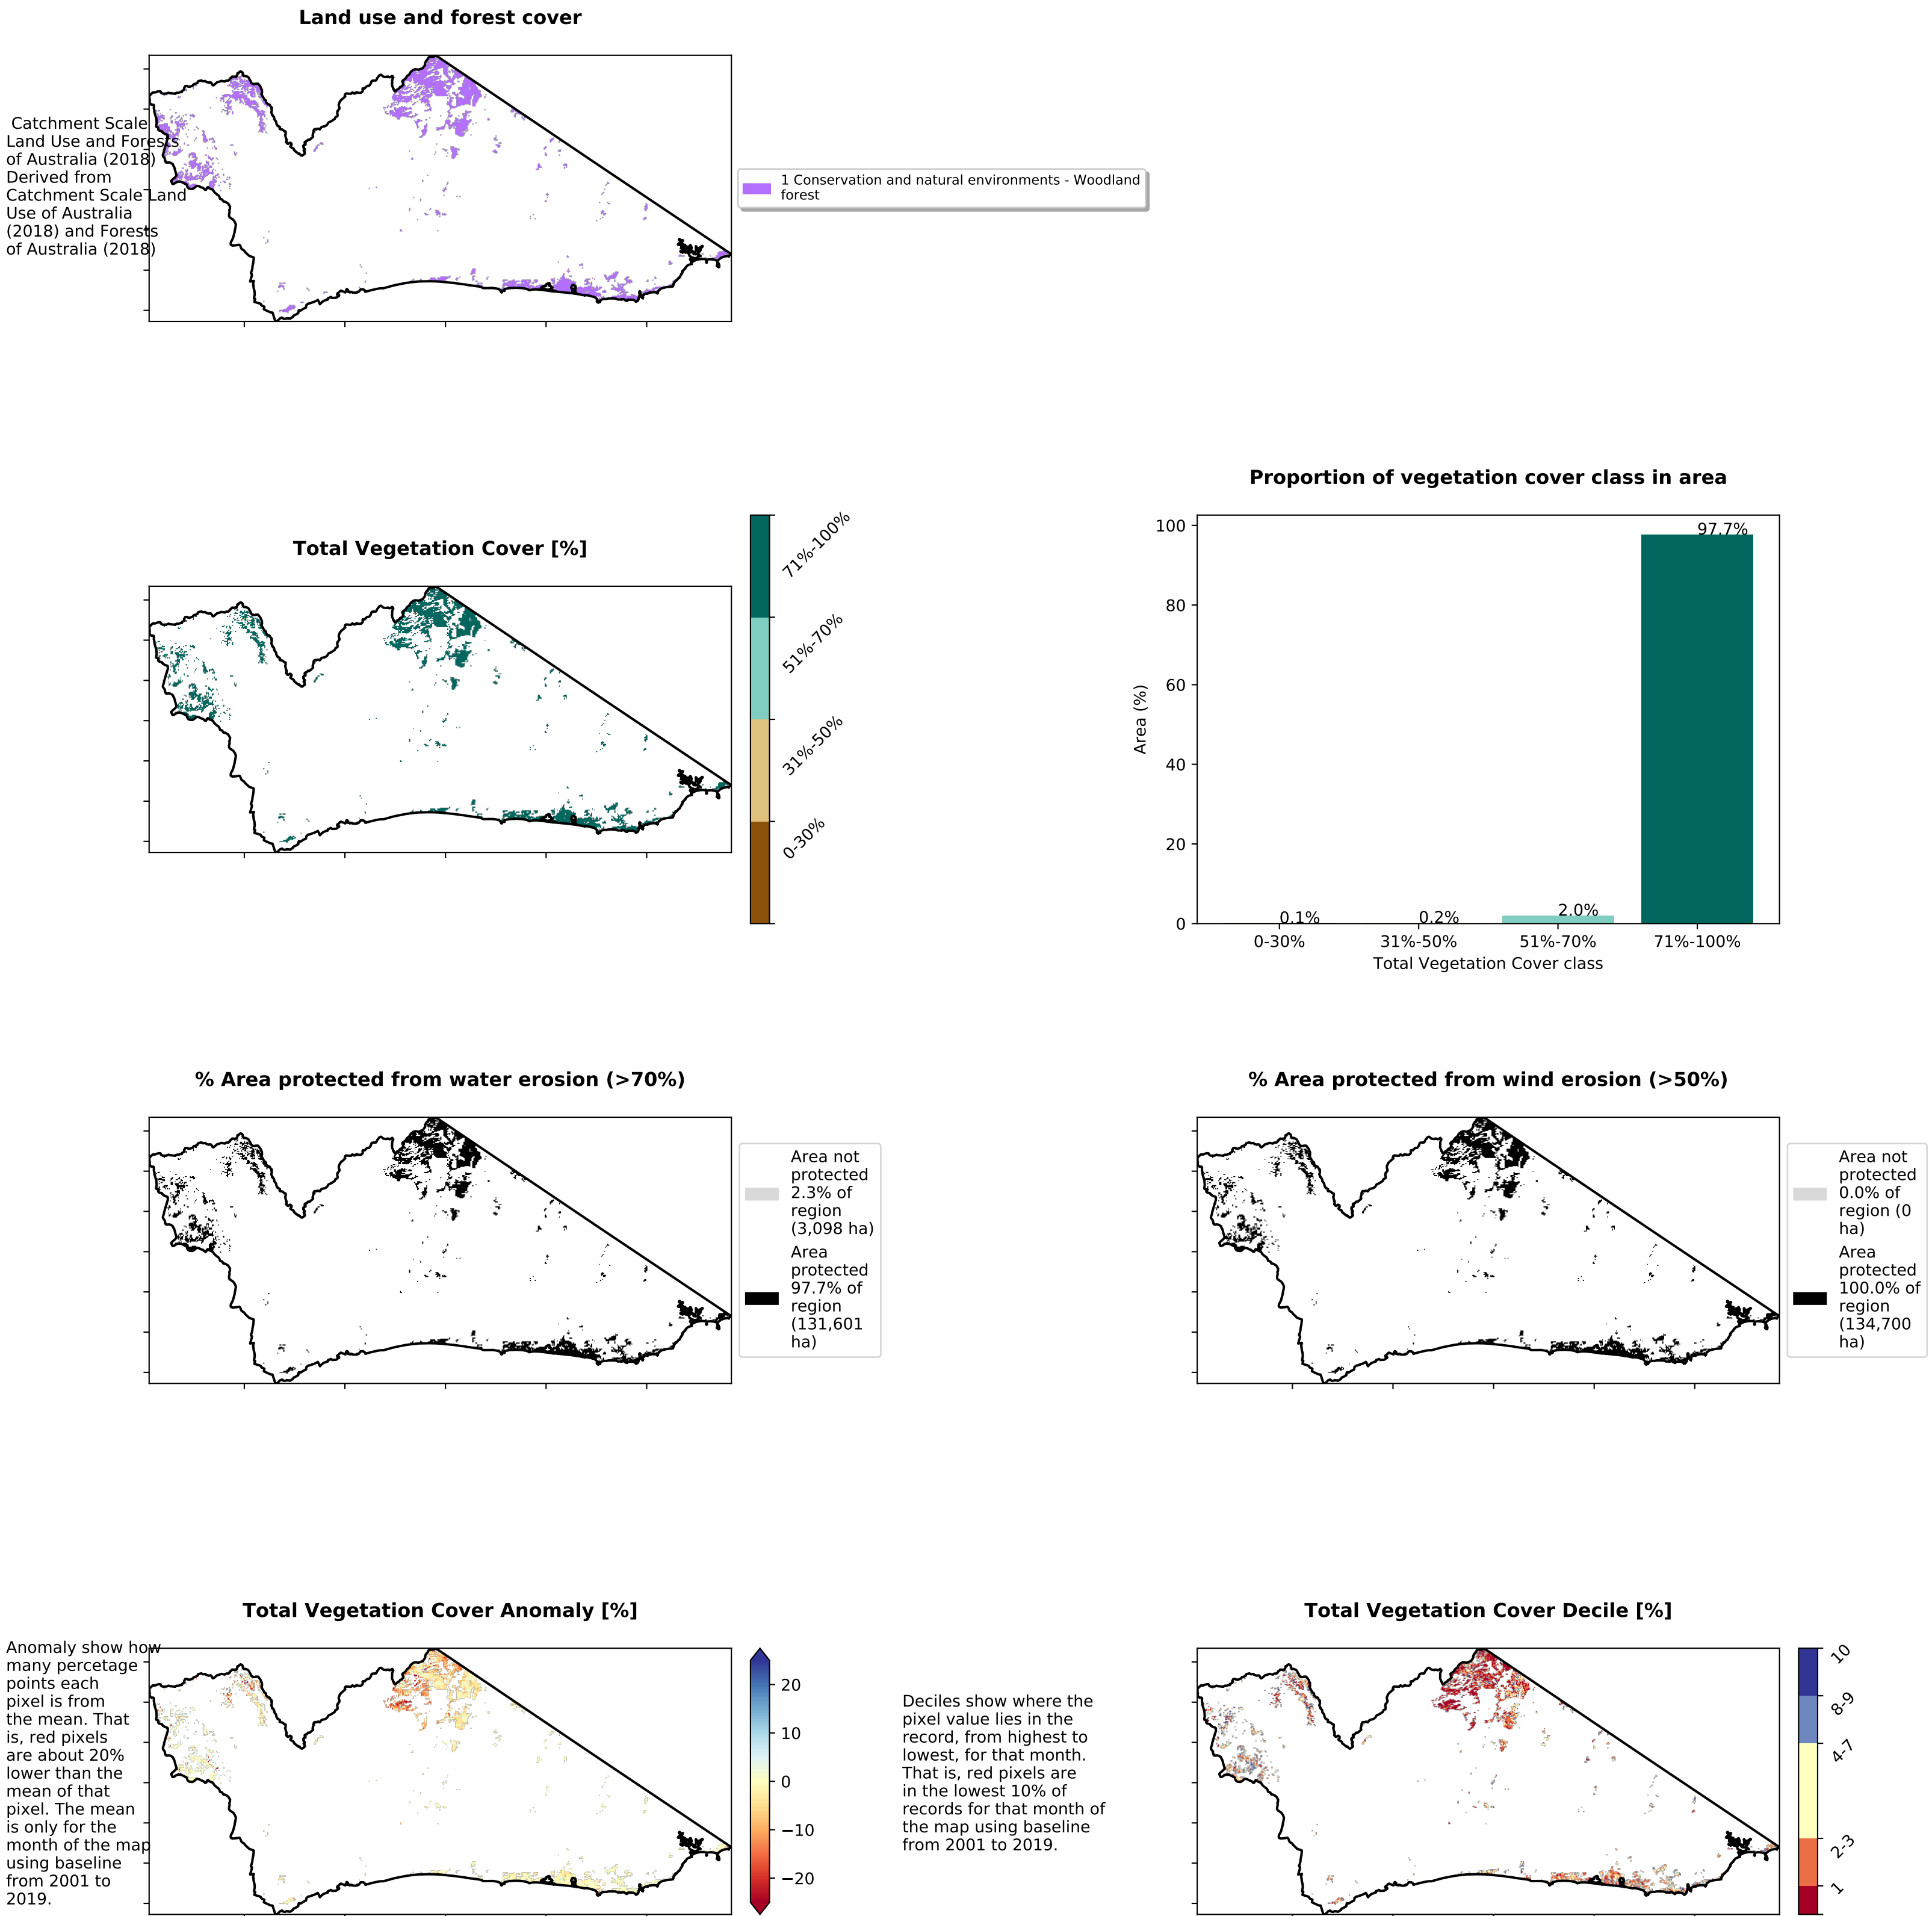 Land use and forest cover
Catchment Scale
Land Use and Forests
of Australia (2018)
Derived from
Catchment Scale Land
Use of Australia
(2018) and Forests
of Australia (2018)
1 Conservation and natural environments - Woodland
forest
Total Vegetation Cover [%]
71%-100%
51%-70%
31%-50%
0-30%
Proportion of vegetation cover class in area
100
80
60
40
20
0
Area (%)
0.1%
0.2%
2.0%
97.7%
0-30%
31%-50%
51%-70%
71%-100%
Total Vegetation Cover class
% Area protected from water erosion (>70%)
Area not
protected
2.3% of
region
(3,098 ha)
Area
protected
97.7% of
region
(131,601
ha)
% Area protected from wind erosion (>50%)
Area not
protected
0.0% of
region (0
ha)
Area
protected
100.0% of
region
(134,700
ha)
Total Vegetation Cover Anomaly [%]
Anomaly show how
many percetage
points each
pixel is from
the mean. That
is, red pixels
are about 20%
lower than the
mean of that
pixel. The mean
is only for the
month of the map
using baseline
from 2001 to
2019.
20
10
0
−10
−20
Total Vegetation Cover Decile [%]
Deciles show where the
pixel value lies in the
record, from highest to
lowest, for that month.
That is, red pixels are
in the lowest 10% of
records for that month of
the map using baseline
from 2001 to 2019.
10
8-9
4-7
2-3
1